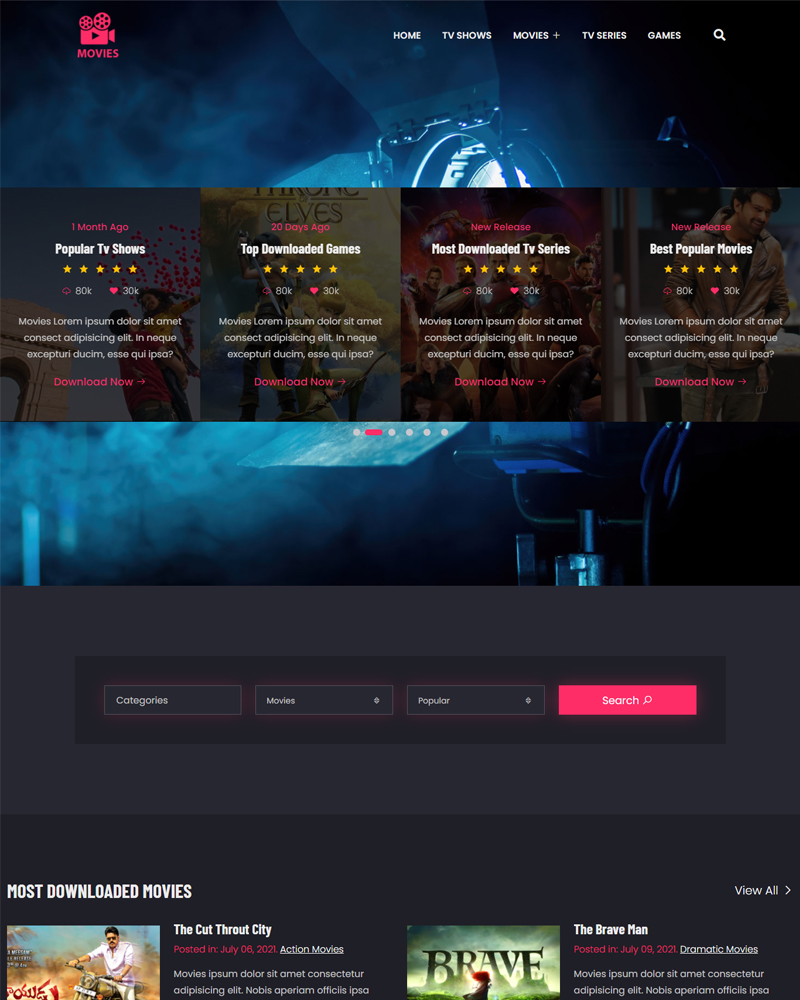 MOVIES
HOME
TV SHOWS
MOVIES +
TV SERIES
GAMES
THRONE
ELVES
1 Month Ago
Popular Tv Shows
80k
30k
Movies Lorem ipsum dolor sit amet
consect adipisicing elit. In neque
excepturi ducim, esse qui ipsa?
Download Now →
20 Days Ago
Top Downloaded Games
80k
30k
Movies Lorem ipsum dolor sit amet
consect adipisicing elit. In neque
excepturi ducim, esse qui ipsa?
Download Now →
New Release
Most Downloaded Tv Series
80k
30k
Movies Lorem ipsum dolor sit amet
consect adipisicing elit. In neque
excepturi ducim, esse qui ipsa?
Download Now →
New Release
Best Popular Movies
80k
30k
Movies Lorem ipsum dolor sit amet
consect adipisicing elit. In neque
excepturi ducim, esse qui ipsa?
Download Now →
Categories
Movies
Popular
Search
MOST DOWNLOADED MOVIES
View All >
The Cut Throut City
Posted in: July 06, 2021. Action Movies
Movies ipsum dolor sit amet consectetur
adipisicing elit. Nobis aperiam officiis ipsa
BRAVE
The Brave Man
Posted in: July 09, 2021. Dramatic Movies
Movies ipsum dolor sit amet consectetur
adipisicing elit. Nobis aperiam officiis ipsa